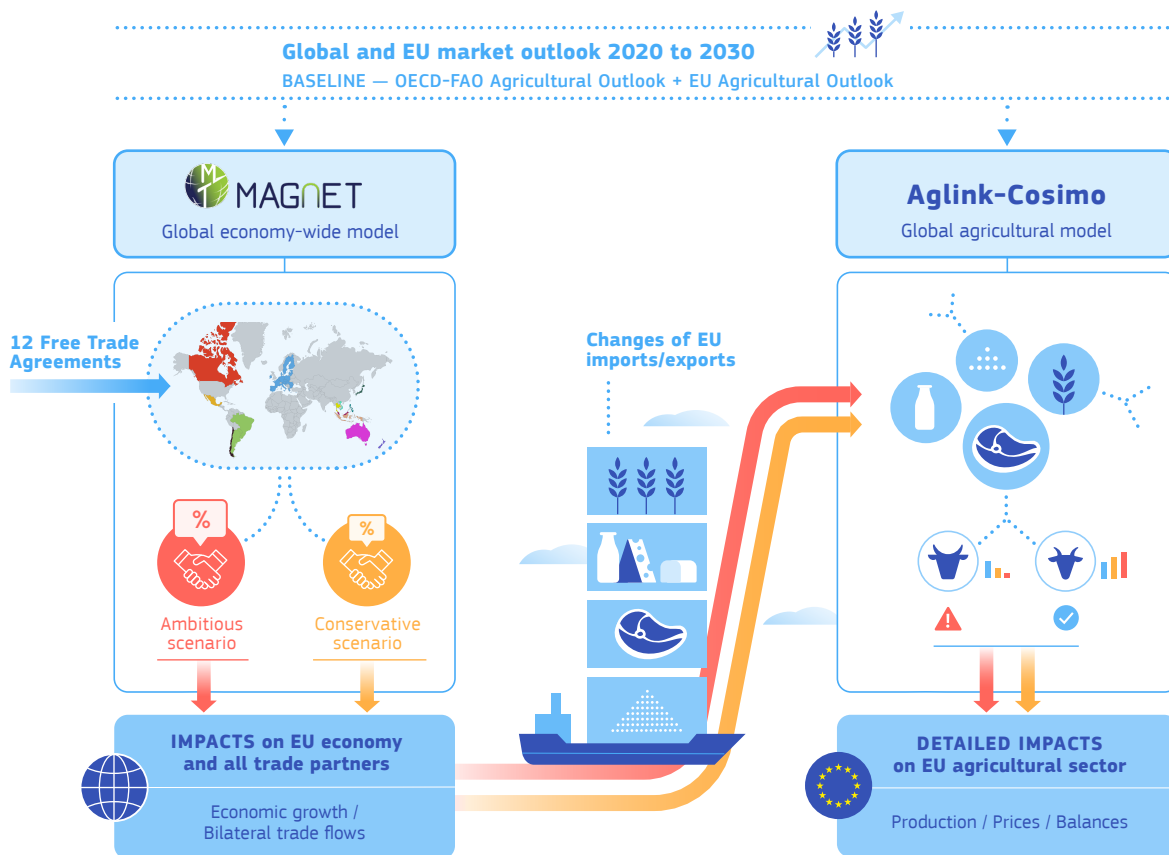 Global and EU market outlook 2020 to 2030
BASELINE — OECD-FAO Agricultural Outlook + EU Agricultural Outlook
MT
MAGNET
Global economy-wide model
Aglink-Cosimo
Global agricultural model
12 Free Trade
Agreements
Changes of EU
imports/exports
%
%
Ambitious
scenario
Conservative
scenario
IMPACTS on EU economy
and all trade partners
Economic growth /
Bilateral trade flows
DETAILED IMPACTS
on EU agricultural sector
Production / Prices / Balances